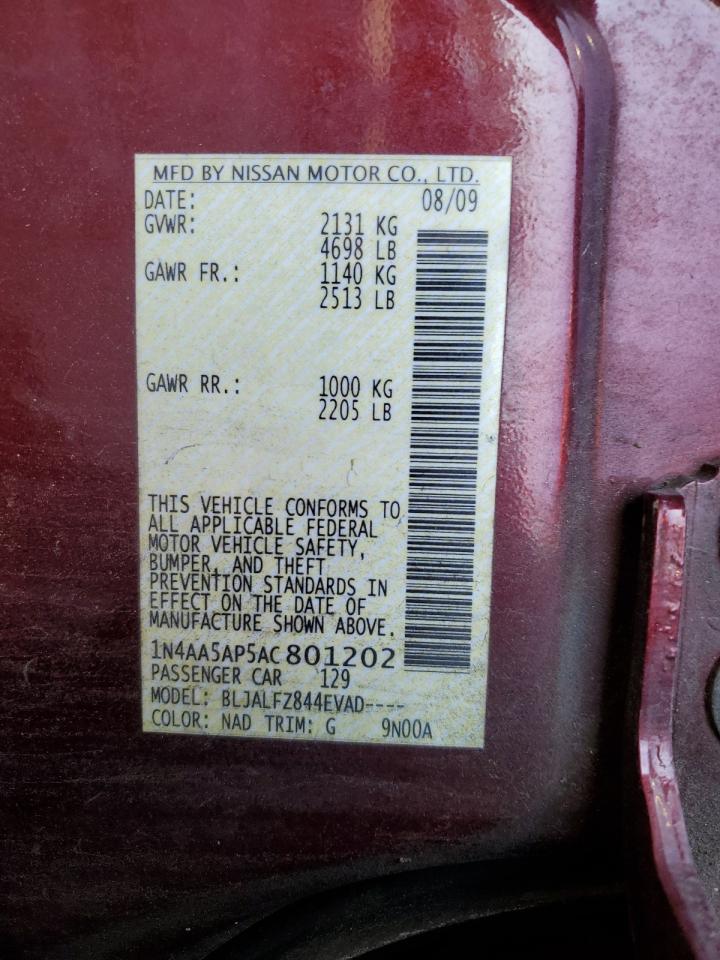 MFD BY NISSAN MOTOR CO., LTD.
DATE: 08/09
GVWR: 2131 KG
4698 LB
GAWR FR.: 1140 KG
2513 LB
GAWR RR.: 1000 KG
2205 LB
THIS VEHICLE CONFORMS TO
ALL APPLICABLE FEDERAL
MOTOR VEHICLE SAFETY,
BUMPER, AND THEFT
PREVENTION STANDARDS IN
EFFECT ON THE DATE OF
MANUFACTURE SHOWN ABOVE.
1N4AA5AP5AC801202
PASSENGER CAR 129
MODEL: BLJALFZ844EVAD----
COLOR: NAD TRIM: G 9N00A